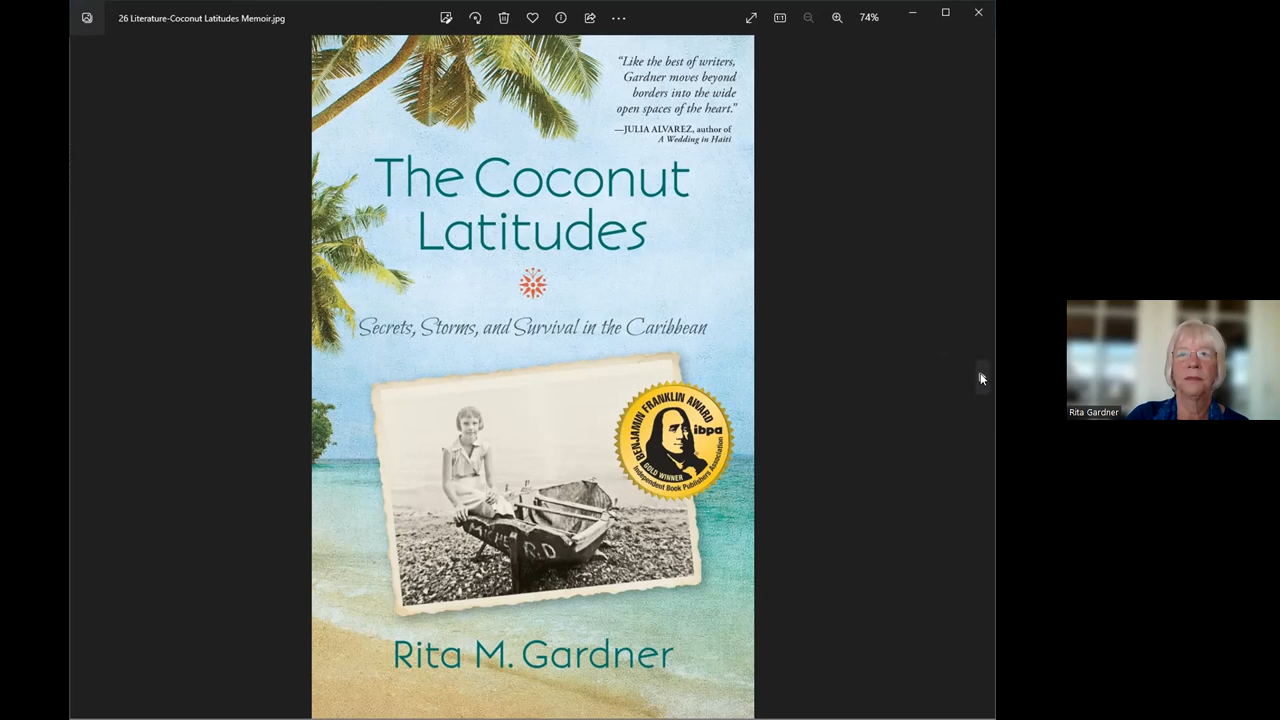 26 Literature-Coconut Latitudes Memoir.jpg
74%
“Like the best of writers,
Gardner moves beyond
borders into the wide
open spaces of the heart.”
—JULIA ALVAREZ, author of
A Wedding in Haiti
The Coconut
Latitudes
Secrets, Storms, and Survival in the Caribbean
BENJAMIN FRANKLIN AWARD
ibpa
GOLD WINNER
Independent Book Publishers Association
R.D
Rita M. Gardner
Rita Gardner